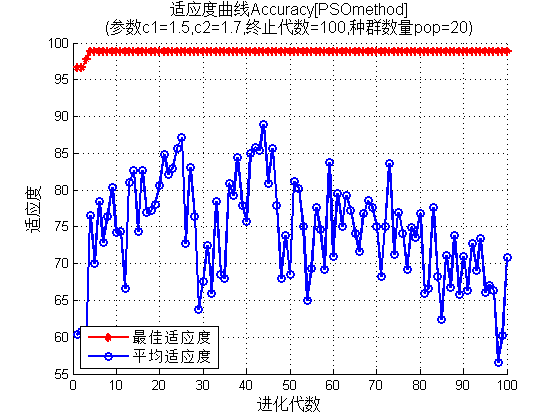 适应度曲线Accuracy[PSOmethod]
(参数c1=1.5,c2=1.7,终止代数=100,种群数量pop=20)
100
95
90
85
80
75
70
65
60
55
适应度
最佳适应度
平均适应度
0 10 20 30 40 50 60 70 80 90 100
进化代数